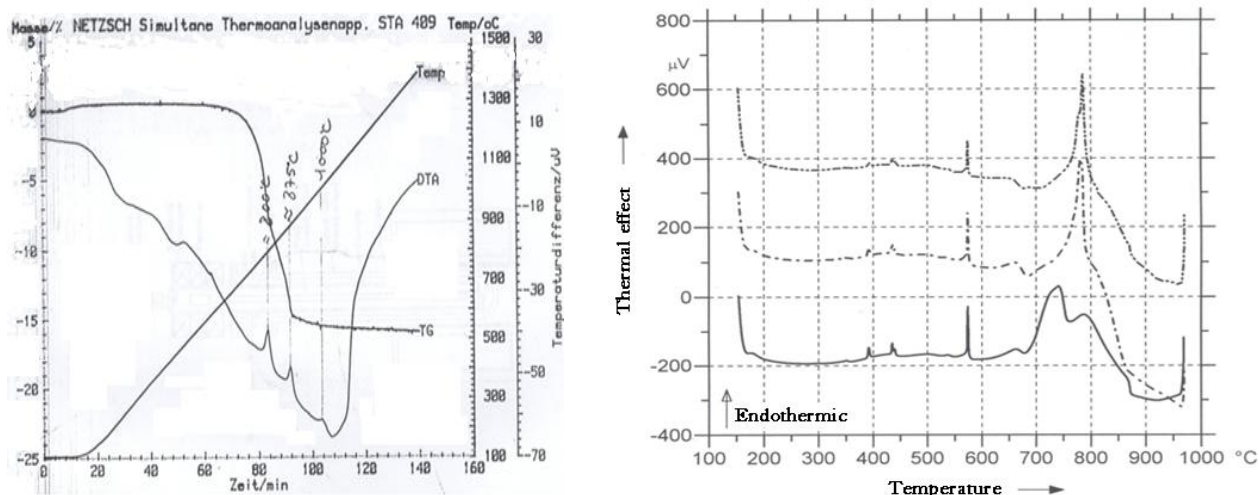 Masse/% NETZSCH Simultane Thermoanalysenapp. STA 409 Temp/oC
5
-5
-10
-15
-20
-25
0 20 40 60 80 100 120 140 160
Zeit/min
Temp
DTA
TG
≈ 875°C
1000°C
1500
1300
1100
900
700
500
300
100
30
10
-10
-30
-50
-70
Temperaturdifferenz/uV
800
µV
600
400
200
0
-200
-400
Thermal effect
Endothermic
100 200 300 400 500 600 700 800 900 1000 °C
Temperature